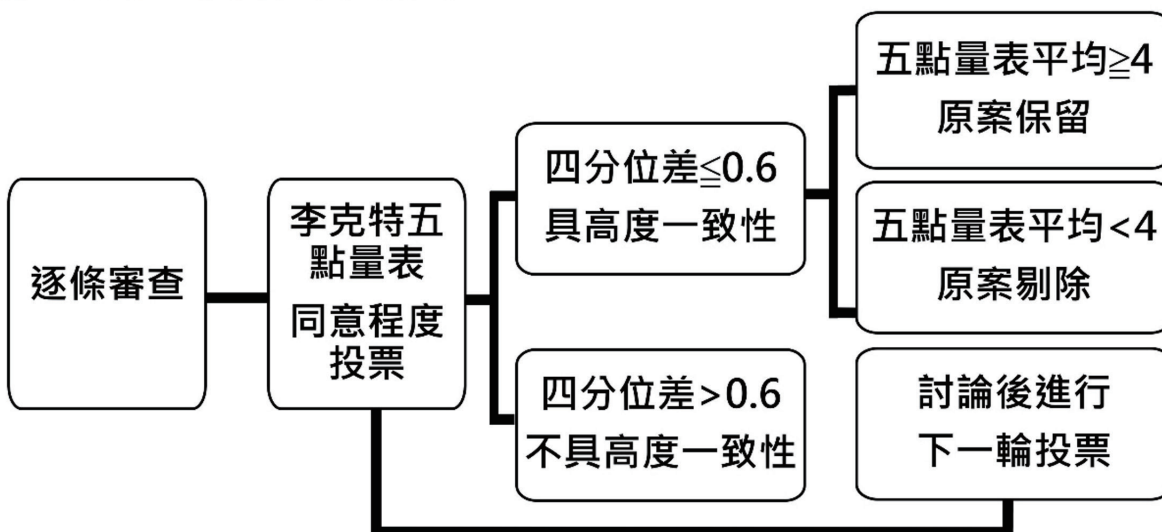 逐條審查
李克特五
點量表
同意程度
投票
四分位差≦0.6
具高度一致性
四分位差>0.6
不具高度一致性
五點量表平均≧4
原案保留
五點量表平均<4
原案剔除
討論後進行
下一輪投票